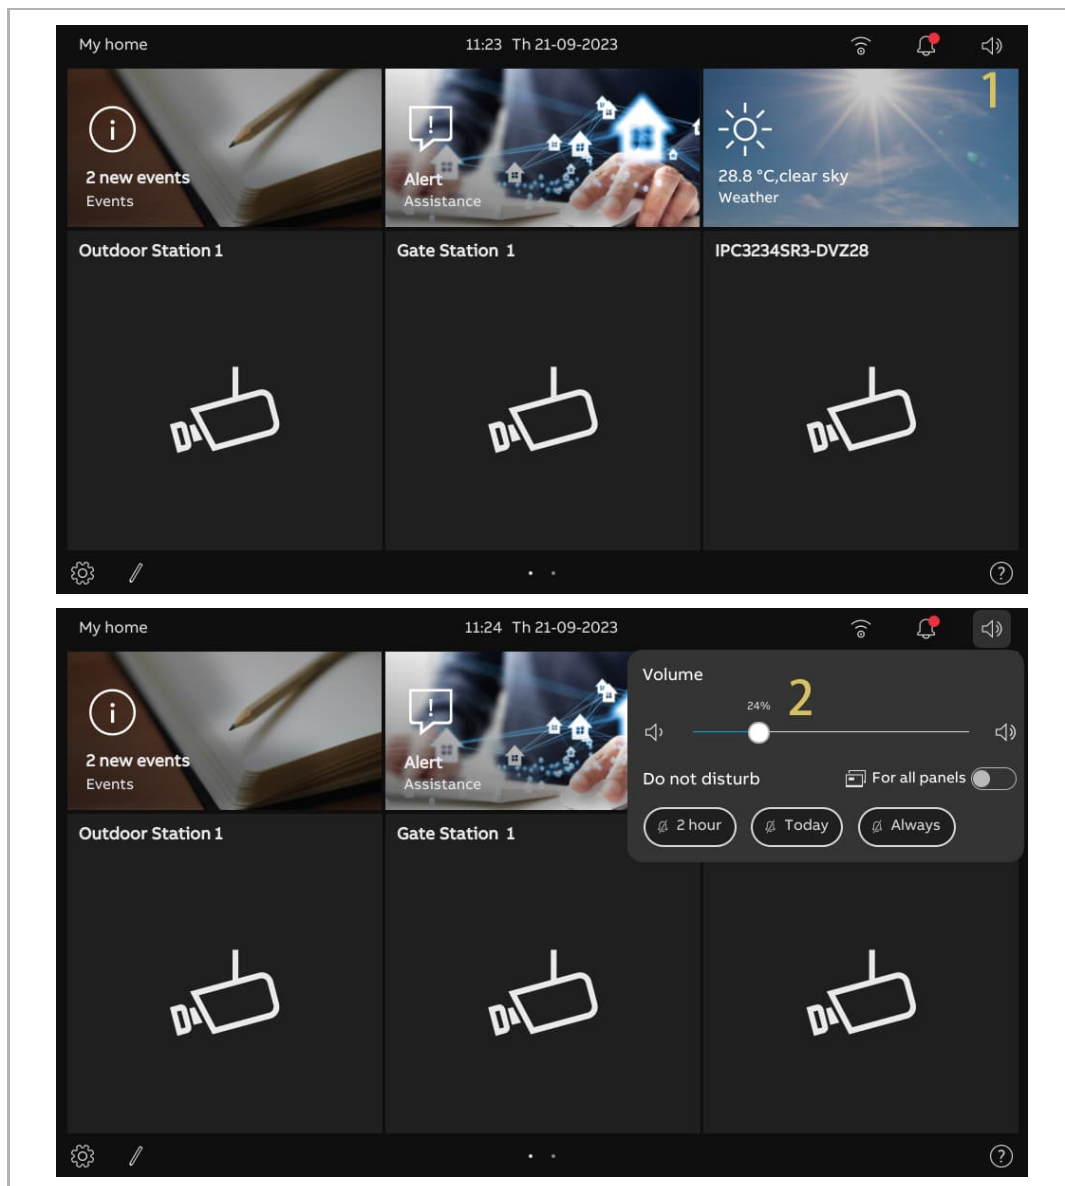 My home 11:23 Th 21-09-2023
1
2 new events
Events
Alert
Assistance
28.8 °C,clear sky
Weather
Outdoor Station 1
Gate Station 1
IPC3234SR3-DVZ28
My home 11:24 Th 21-09-2023
2 new events
Events
Alert
Assistance
Volume
24%
2
Do not disturb For all panels
2 hour Today Always
Outdoor Station 1
Gate Station 1